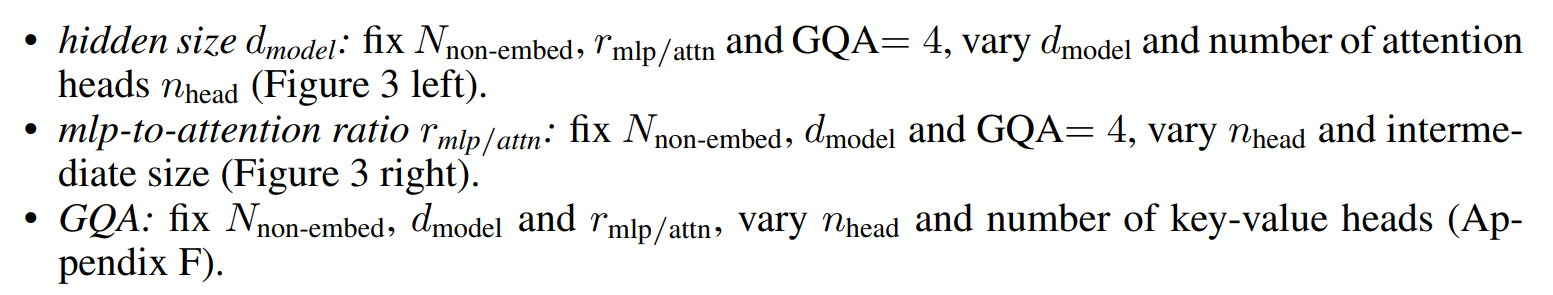 • hidden size d_model: fix N_non-embed, r_mlp/attn and GQA= 4, vary d_model and number of attention
heads n_head (Figure 3 left).
• mlp-to-attention ratio r_mlp/attn: fix N_non-embed, d_model and GQA= 4, vary n_head and interme-
diate size (Figure 3 right).
• GQA: fix N_non-embed, d_model and r_mlp/attn, vary n_head and number of key-value heads (Ap-
pendix F).